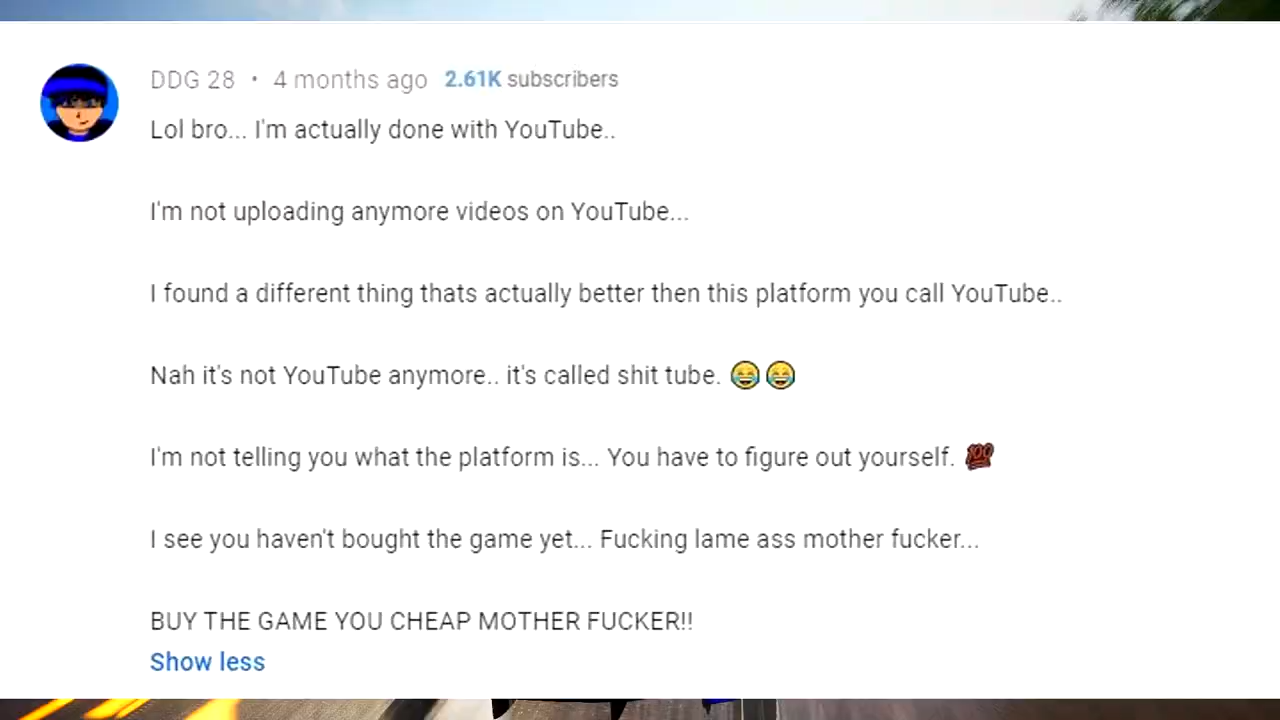 DDG 28 • 4 months ago 2.61K subscribers
Lol bro... I'm actually done with YouTube..
I'm not uploading anymore videos on YouTube...
I found a different thing thats actually better then this platform you call YouTube..
Nah it's not YouTube anymore.. it's called shit tube. 😂😂
I'm not telling you what the platform is... You have to figure out yourself. 💯
I see you haven't bought the game yet... Fucking lame ass mother fucker...
BUY THE GAME YOU CHEAP MOTHER FUCKER!!
Show less